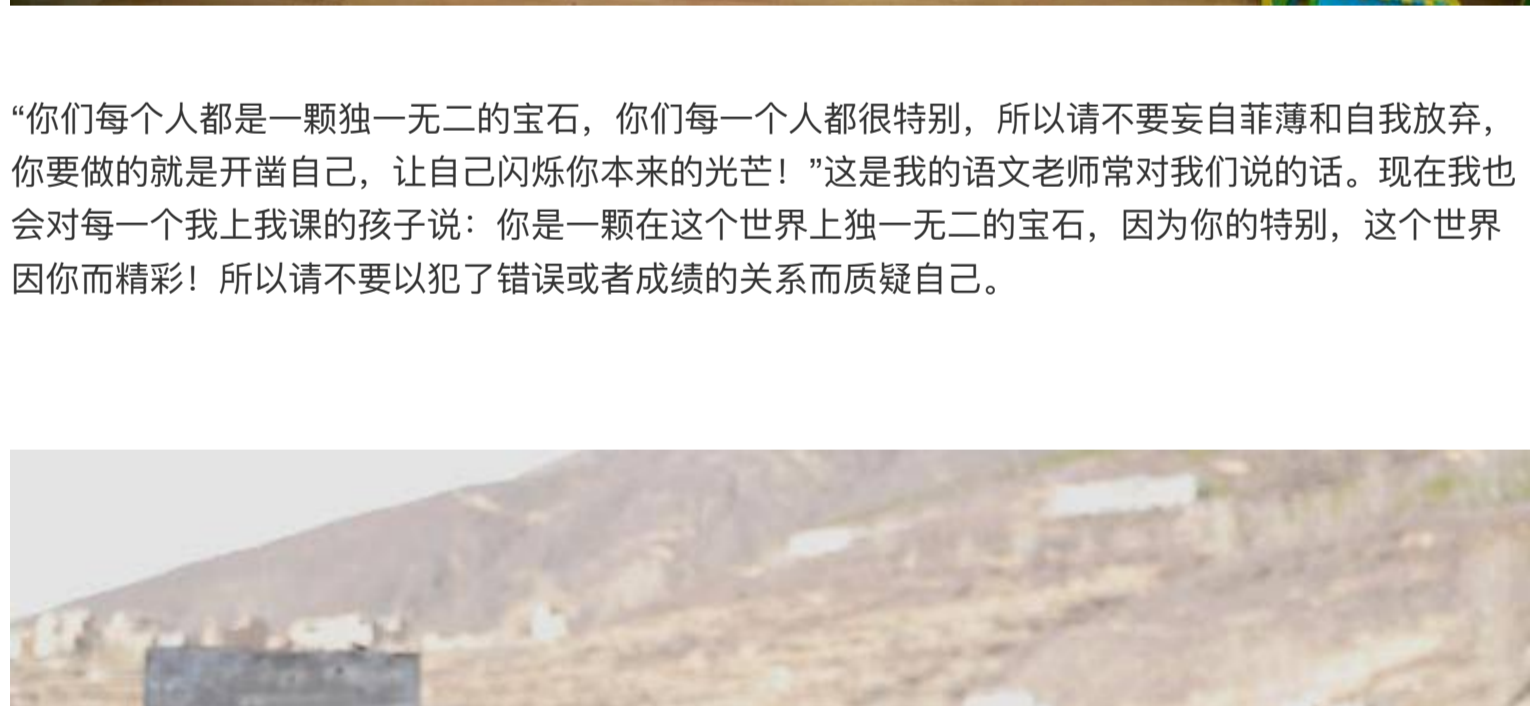 “你们每个人都是一颗独一无二的宝石，你们每一个人都很特别，所以请不要妄自菲薄和自我放弃，
你要做的就是开凿自己，让自己闪烁你本来的光芒！”这是我的语文老师常对我们说的话。现在我也
会对每一个我上我课的孩子说：你是一颗在这个世界上独一无二的宝石，因为你的特别，这个世界
因你而精彩！所以请不要以犯了错误或者成绩的关系而质疑自己。